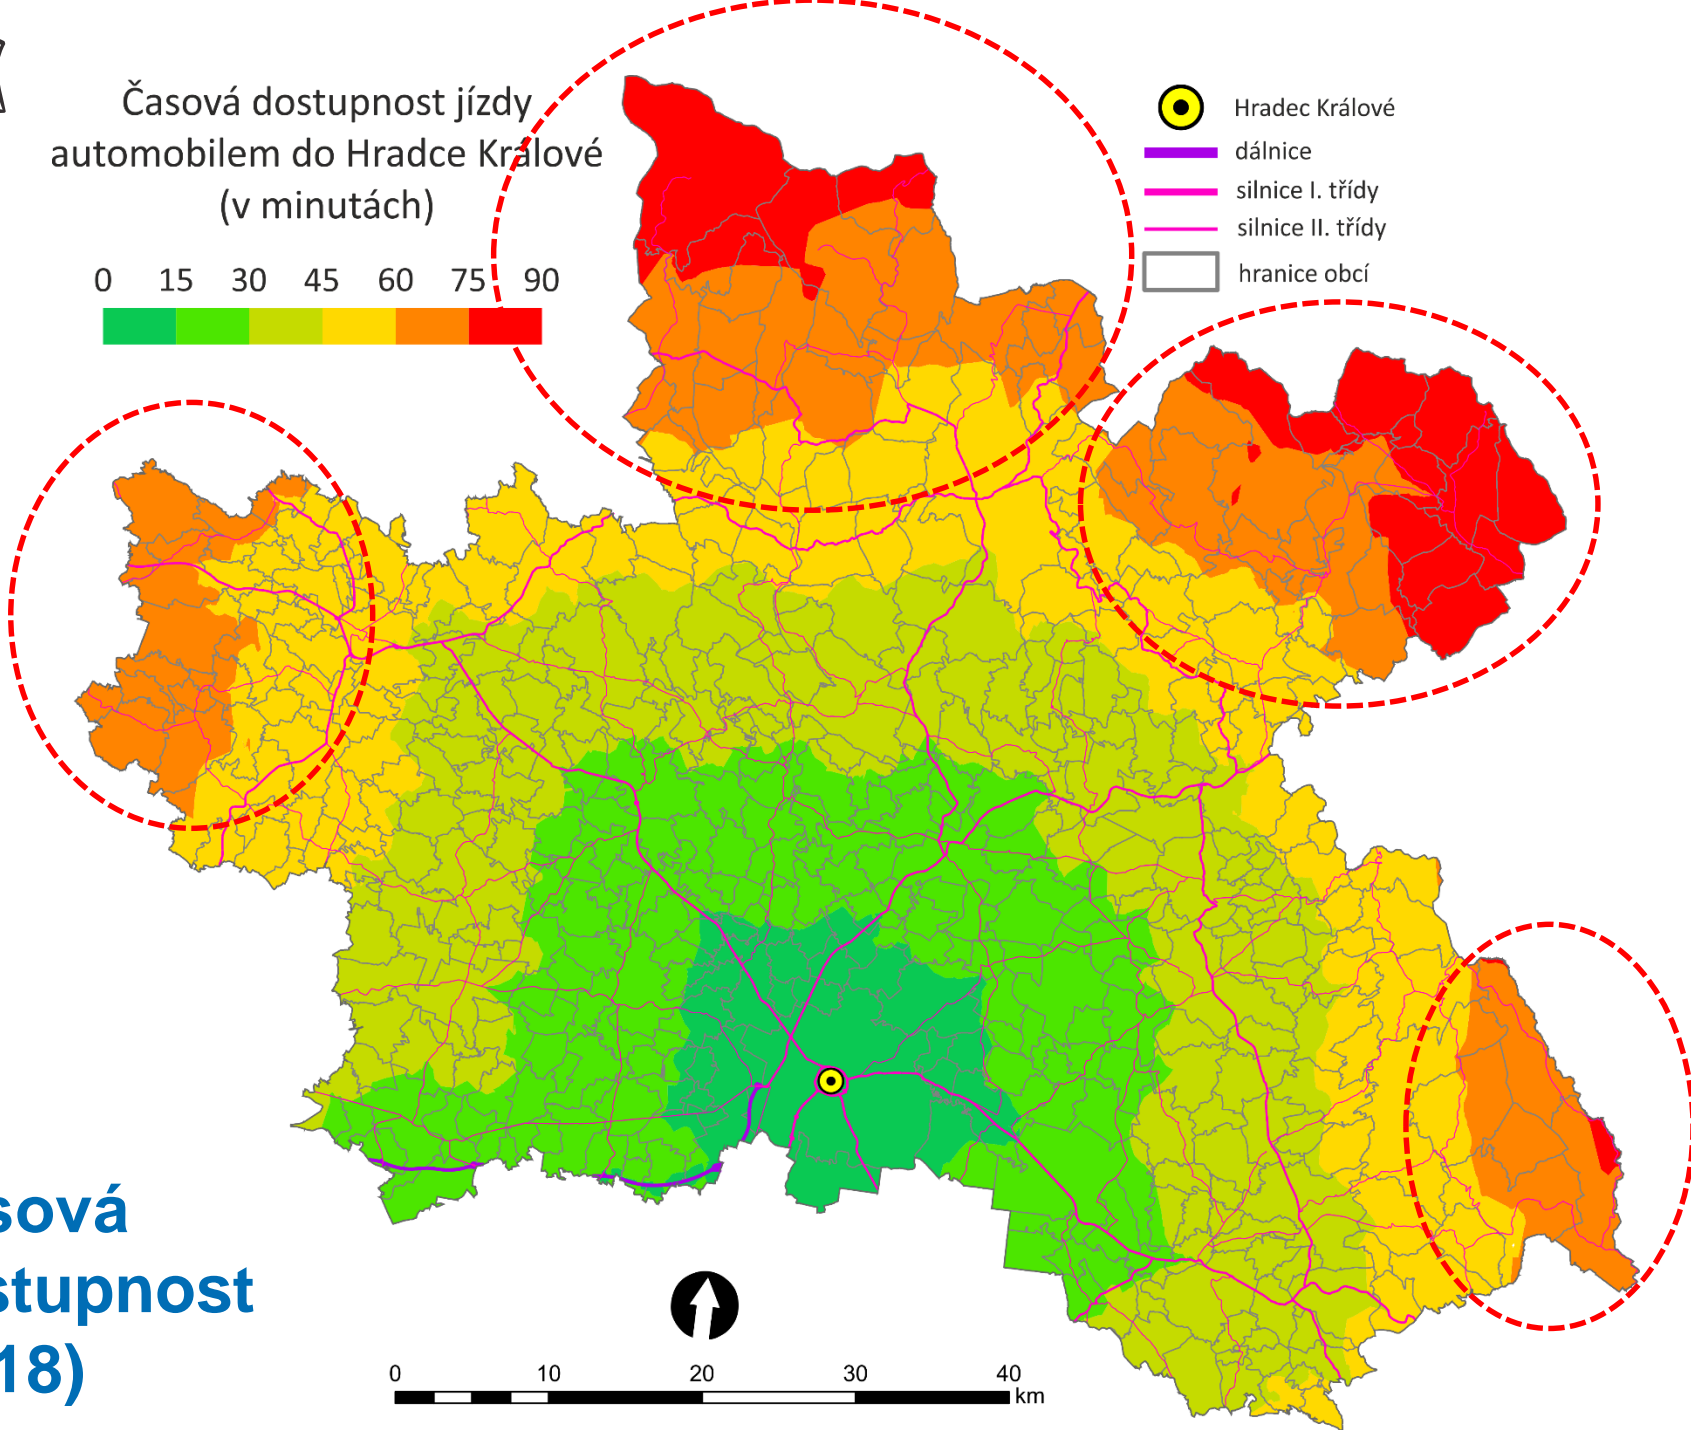 Časová dostupnost jízdy
automobilem do Hradce Králové
(v minutách)
0 15 30 45 60 75 90
Hradec Králové
dálnice
silnice I. třídy
silnice II. třídy
hranice obcí
sová
stupnost
18)
0 10 20 30 40
km